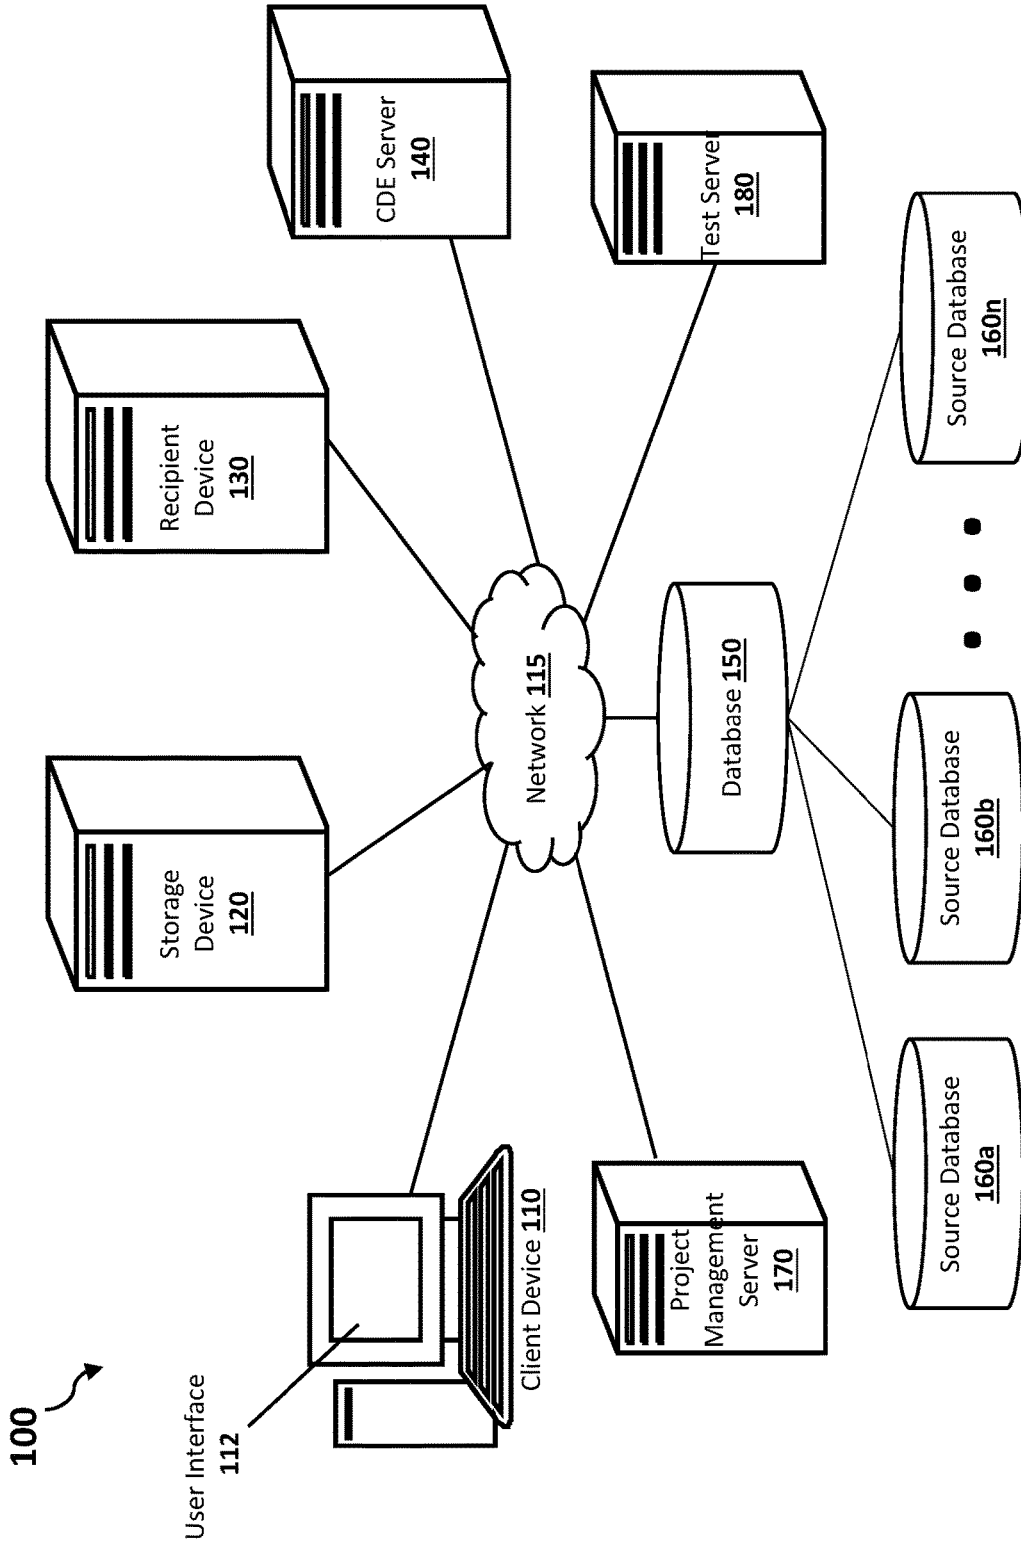 100
User Interface
112
Client Device 110
Storage
Device
120
Recipient
Device
130
CDE Server
140
Network 115
Project
Management
Server
170
Database 150
Test Server
180
Source Database
160a
Source Database
160b
Source Database
160n